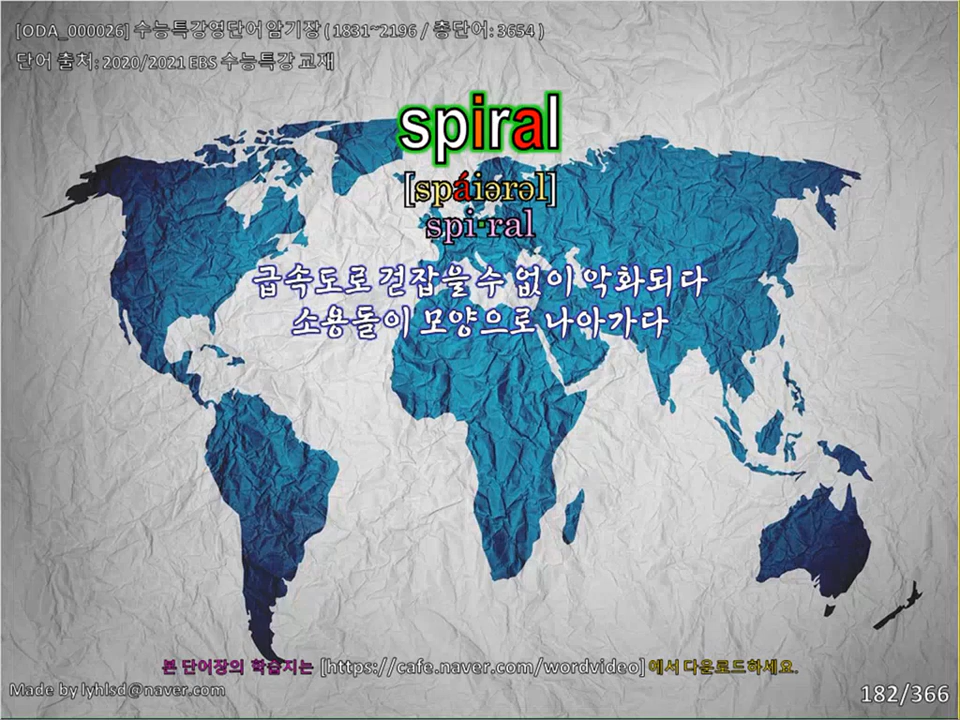 [ODA_000026] 수능특강영단어 암기장 ( 1831~2196 / 총단어: 3654 )
단어 출처: 2020/2021 EBS 수능특강 교재
spiral
[spáiərəl]
spi·ral
급속도로 걷잡을 수 없이 악화되다
소용돌이 모양으로 나아가다
본 단어장의 학습지는 [https://cafe.naver.com/wordvideo] 에서 다운로드하세요.
Made by lyhlsd@naver.com
182/366